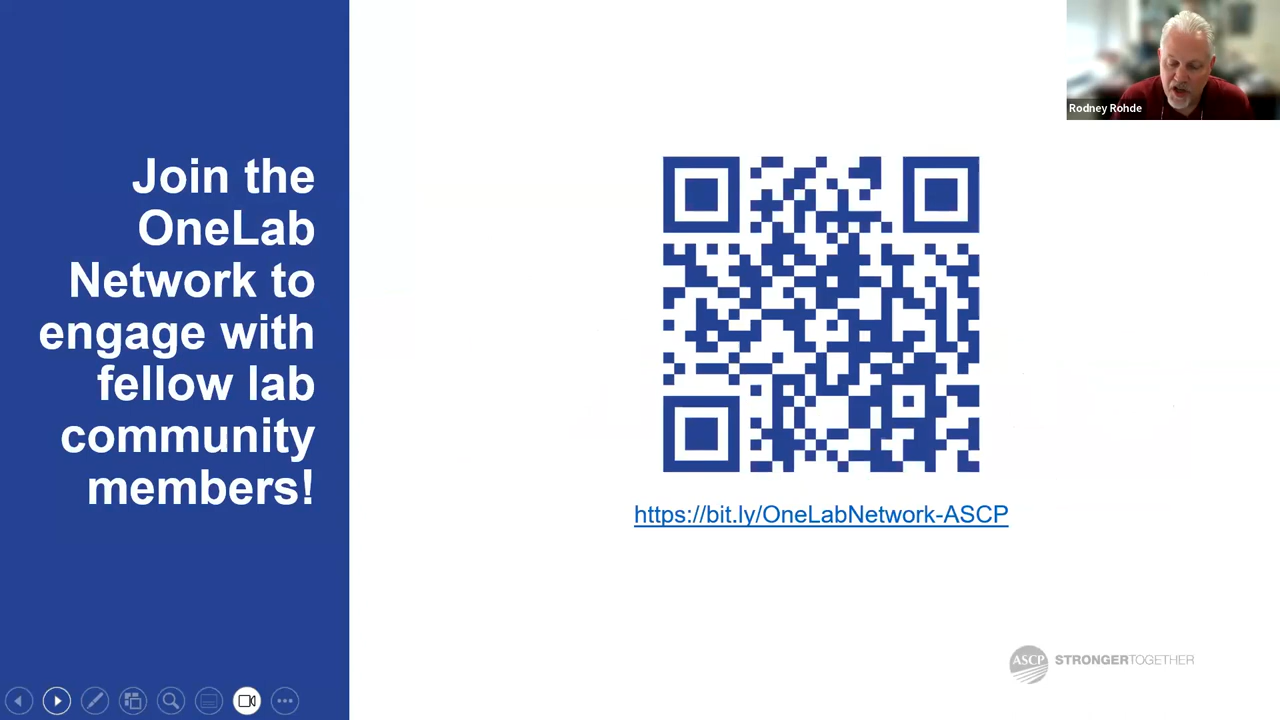 Join the
OneLab
Network to
engage with
fellow lab
community
members!
Rodney Rohde
https://bit.ly/OneLabNetwork-ASCP
ASCP STRONGERTOGETHER